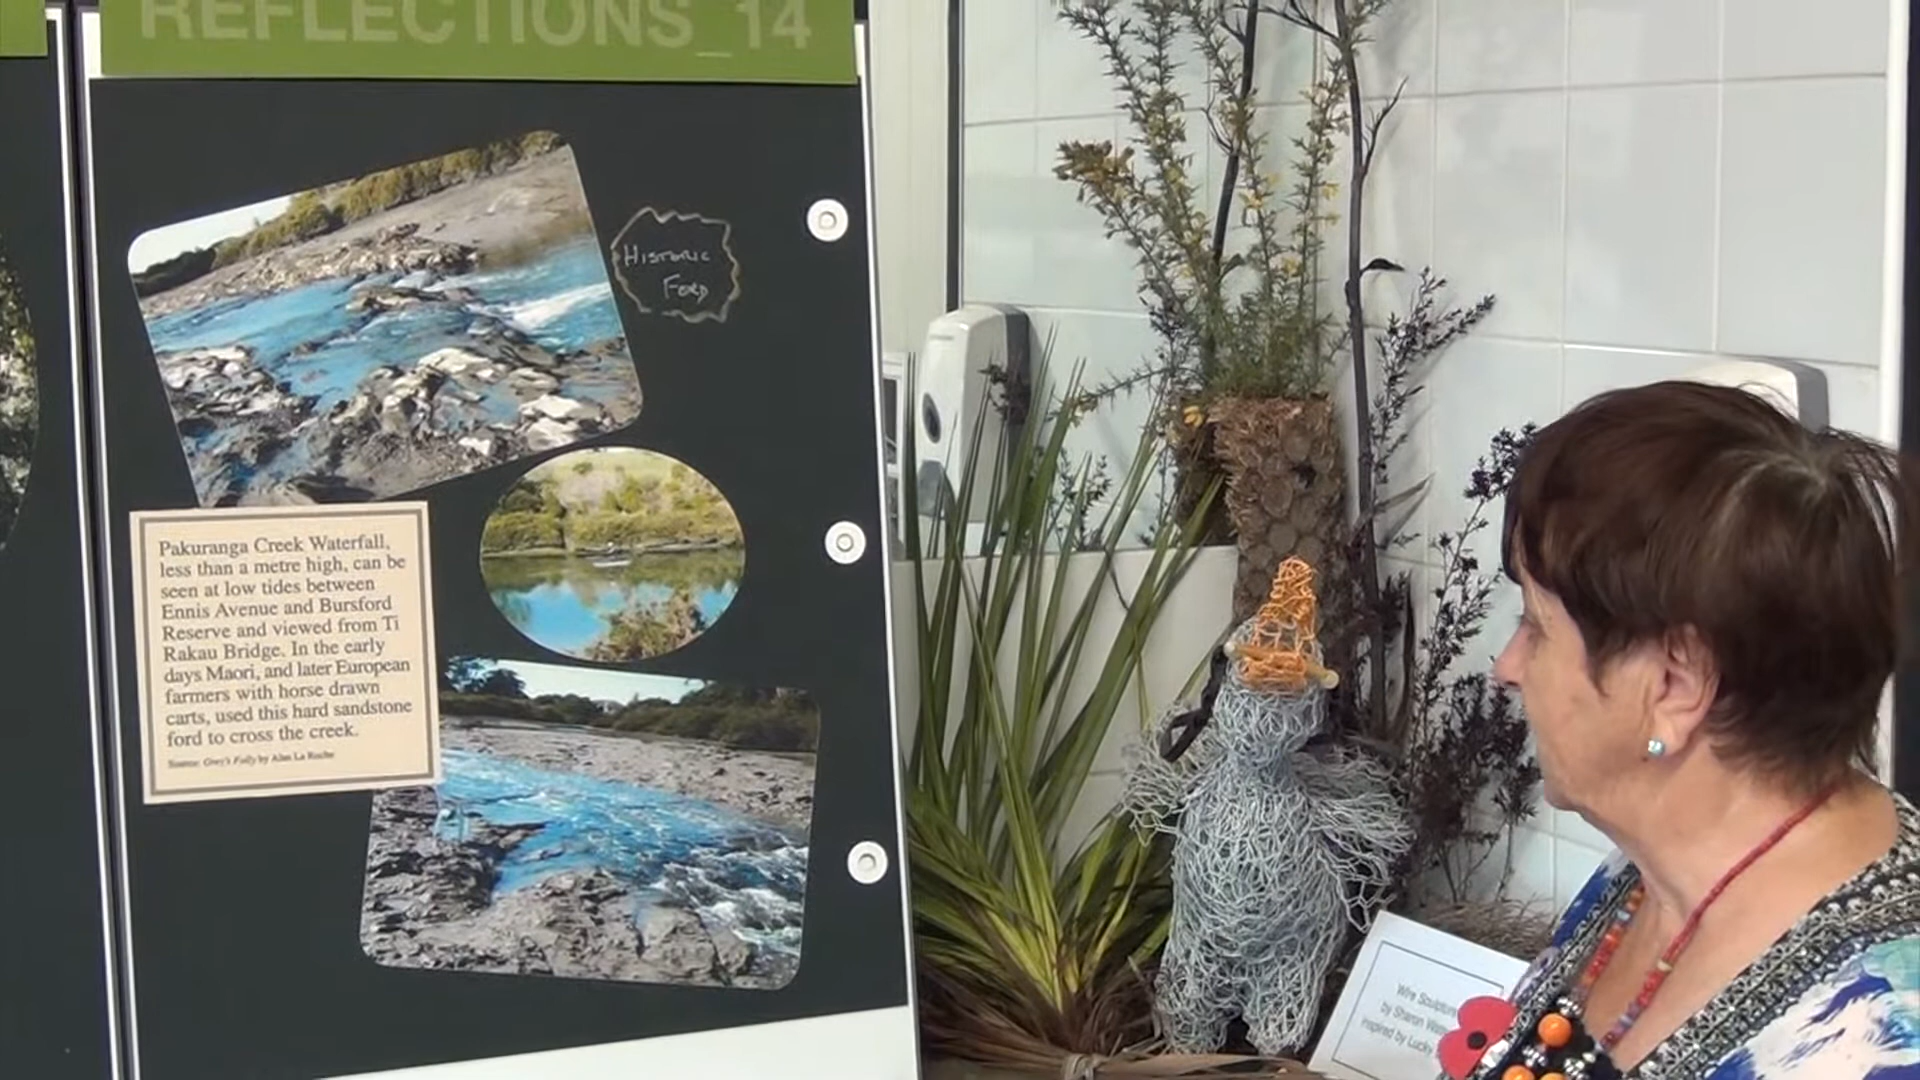 REFLECTIONS_14
HISTORIC
FORD
Pakuranga Creek Waterfall,
less than a metre high, can be
seen at low tides between
Ennis Avenue and Bursford
Reserve and viewed from Ti
Rakau Bridge. In the early
days Maori, and later European
farmers with horse drawn
carts, used this hard sandstone
ford to cross the creek.
Source: Grey's Folly by Alan La Roche
Wire Sculpture
by Sharon
inspired by Lucky